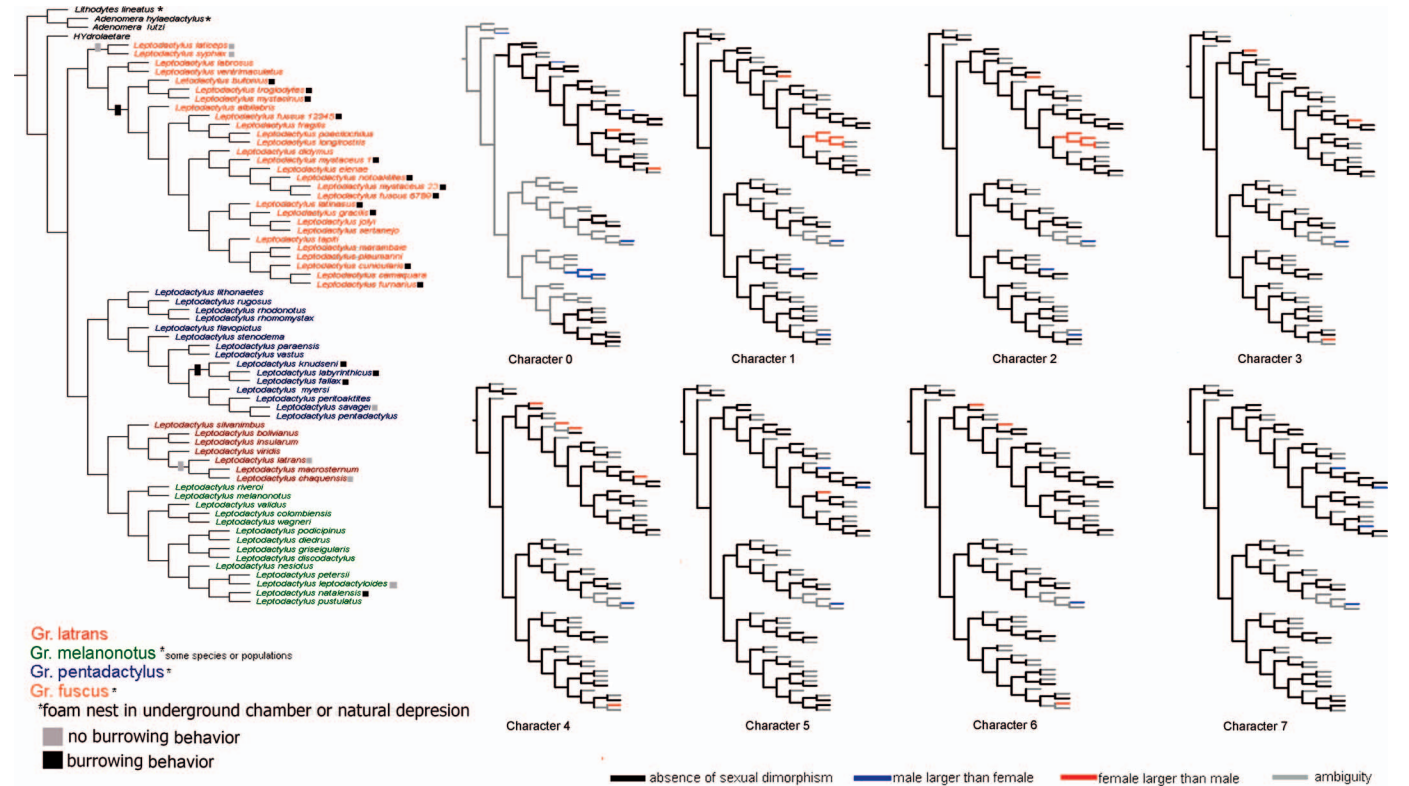 Lithodytes lineatus *
Adenomera hylaedactylus *
Adenomera lutzi
HYdrolaetare
Leptodactylus laticeps
Leptodactylus syphax
Leptodactylus labrosus
Leptodactylus ventrimaculatus
Letodactylus bufonius
Leptodactylus troglodytes
Leptodactylus mystacinus
Leptodactylus albilabris
Leptodactylus fuscus 12345
Leptodactylus fragilis
Leptodactylus poecilochilus
Leptodactylus longirostris
Leptodactylus didymus
Leptodactylus mystaceus 1
Leptodactylus elenae
Leptodactylus notoaktites
Leptodactylus mystaceus 23
Leptodactylus fuscus 6789
Leptodactylus latinasus
Leptodactylus gracilis
Leptodactylus jolyi
Leptodactylus sertanejo
Leptodactylus tapiti
Leptodactylus marambaie
Leptodactylus plaumanni
Leptodactylus cunicularis
Leptodactylus camaquara
Leptodactylus furnarius
Leptodactylus lithonaetes
Leptodactylus rugosus
Leptodactylus rhodonotus
Leptodactylus rhomomystax
Leptodactylus flavopictus
Leptodactylus stenodema
Leptodactylus paraensis
Leptodactylus vastus
Leptodactylus knudseni
Leptodactylus labyrinthicus
Leptodactylus fallax
Leptodactylus myersi
Leptodactylus peritoaktites
Leptodactylus savagei
Leptodactylus pentadactylus
Leptodactylus silvanimbus
Leptodactylus bolivianus
Leptodactylus insularum
Leptodactylus viridis
Leptodactylus latrans
Leptodactylus macrosternum
Leptodactylus chaquensis
Leptodactylus riveroi
Leptodactylus melanonotus
Leptodactylus validus
Leptodactylus colombiensis
Leptodactylus wagneri
Leptodactylus podicipinus
Leptodactylus diedrus
Leptodactylus griseigularis
Leptodactylus discodactylus
Leptodactylus nesiotus
Leptodactylus petersii
Leptodactylus leptodactyloides
Leptodactylus natalensis
Leptodactylus pustulatus
Gr. latrans
Gr. melanonotus *some species or populations
Gr. pentadactylus *
Gr. fuscus *
*foam nest in underground chamber or natural depresion
no burrowing behavior
burrowing behavior
Character 0
Character 1
Character 2
Character 3
Character 4
Character 5
Character 6
Character 7
absence of sexual dimorphism
male larger than female
female larger than male
ambiguity